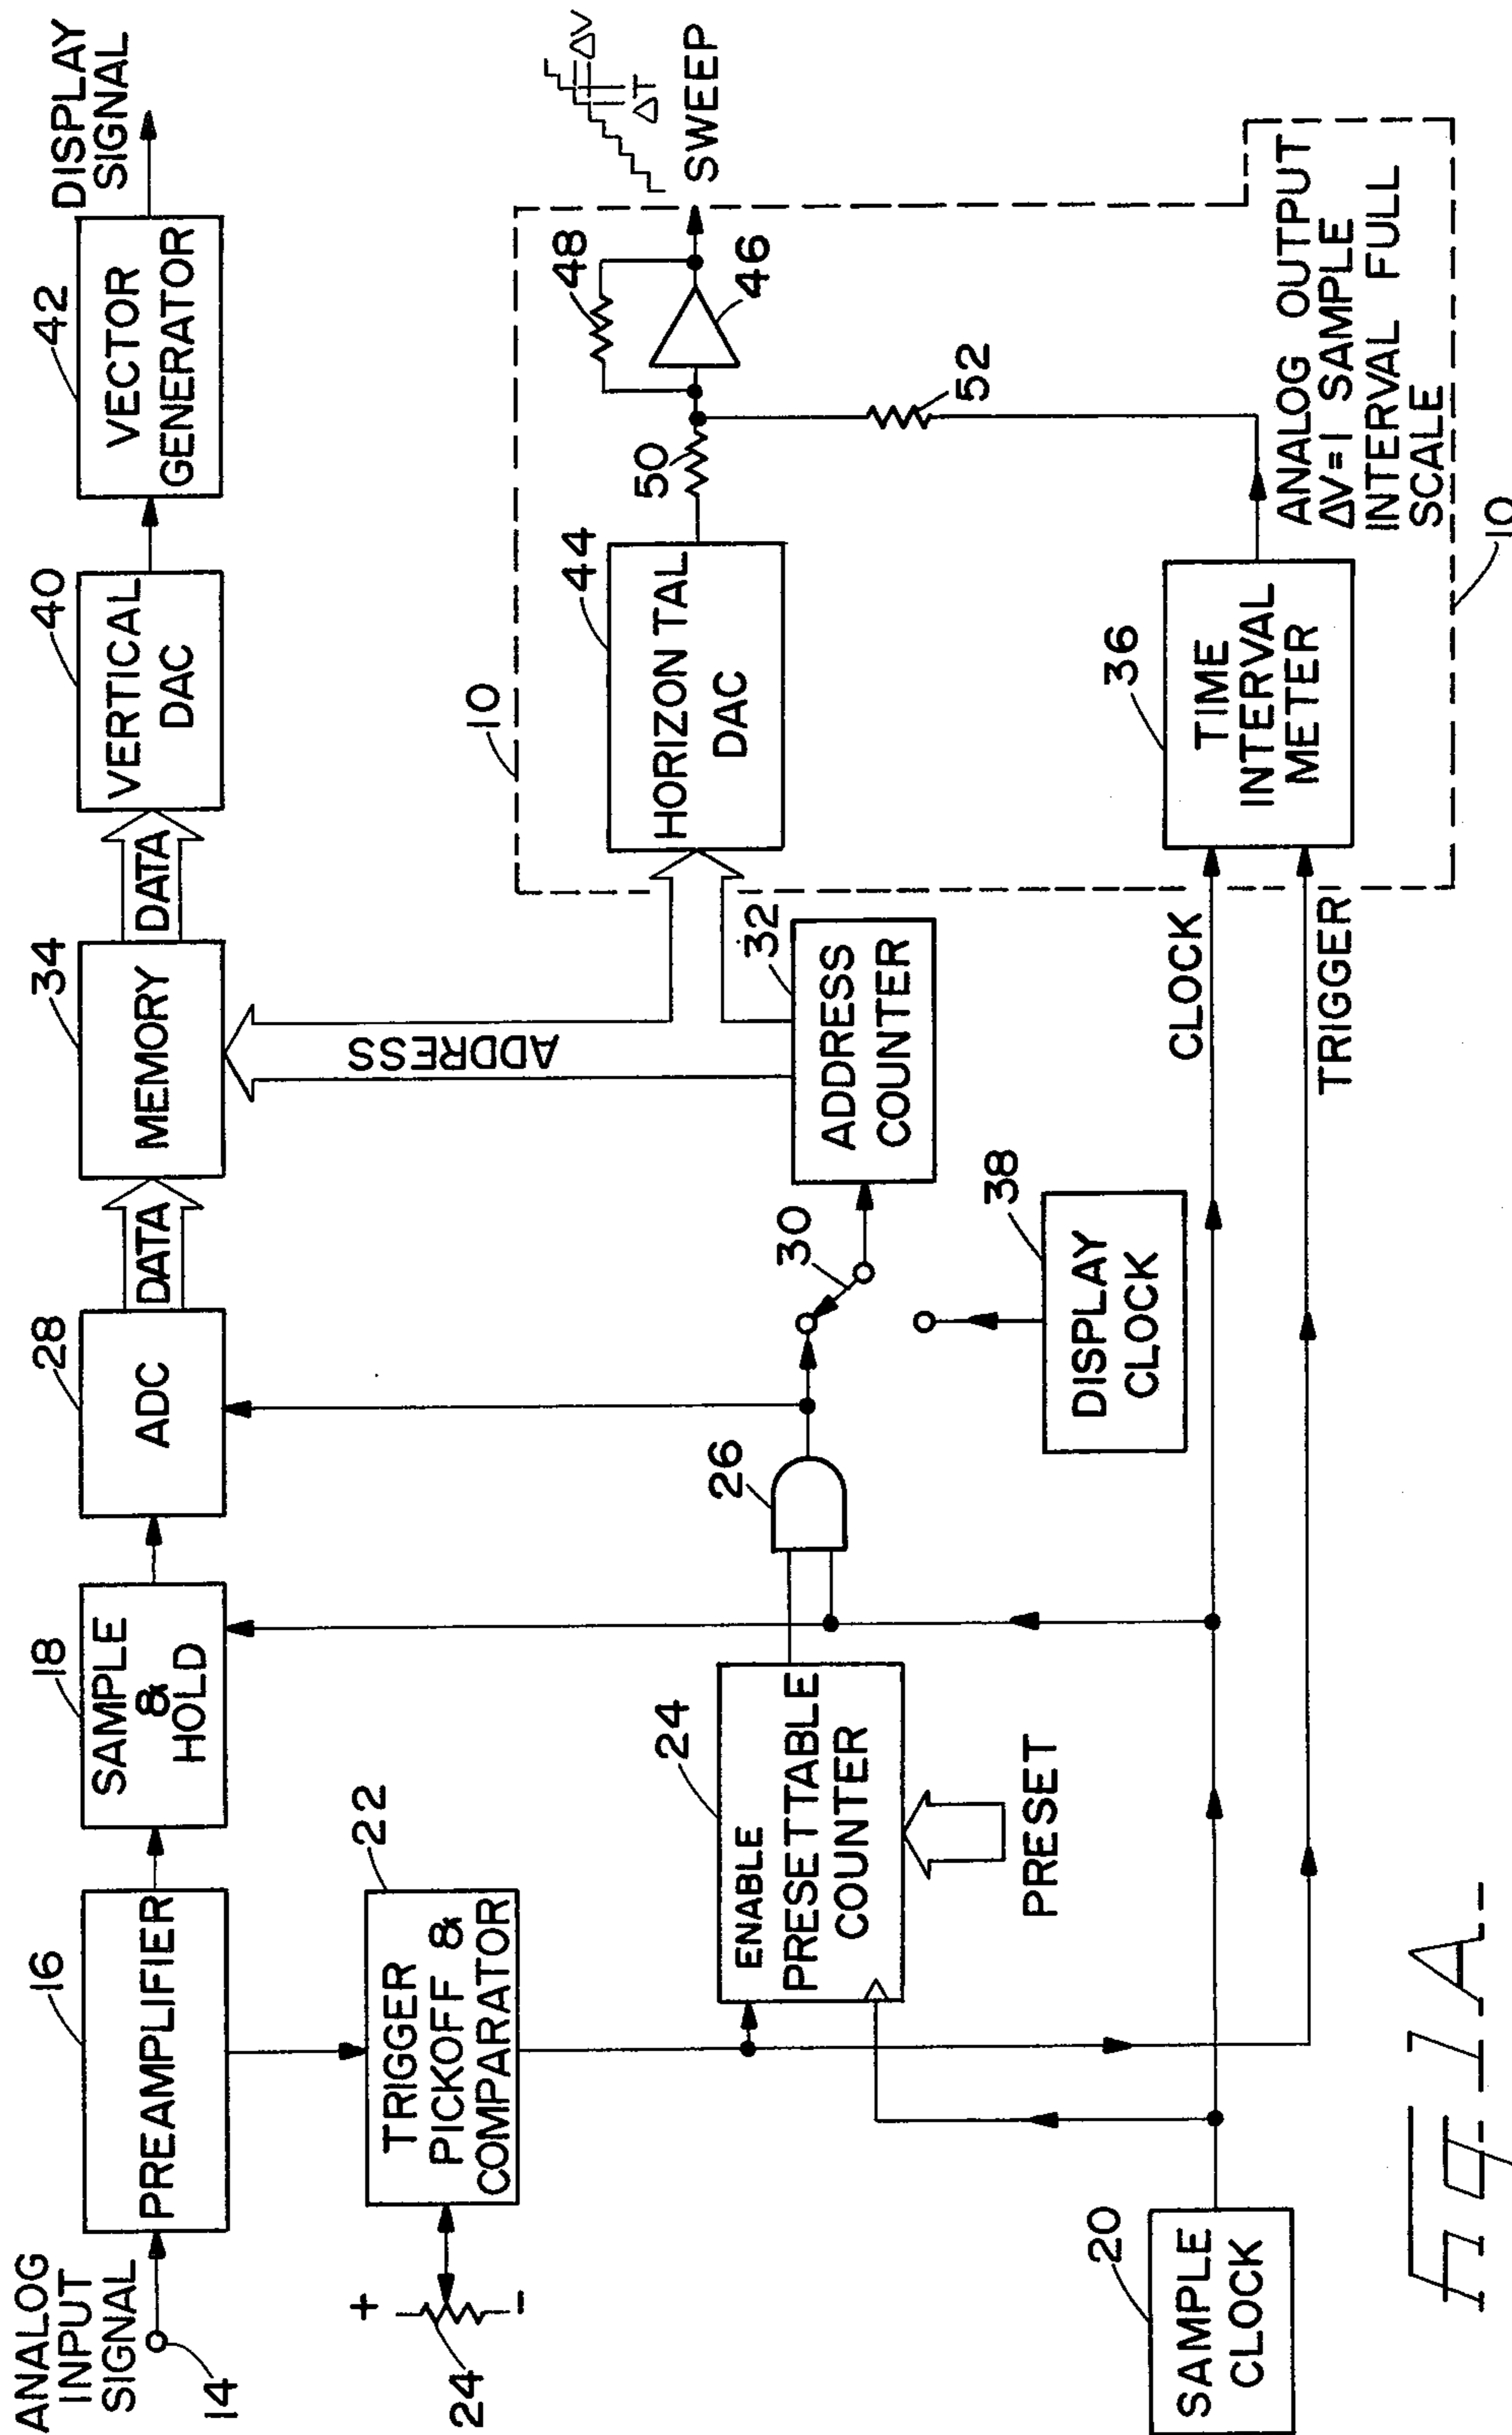 ANALOG
INPUT
SIGNAL
14
16
PREAMPLIFIER
18
SAMPLE
&
HOLD
28
ADC
DATA
34
MEMORY
DATA
40
VERTICAL
DAC
42
VECTOR
GENERATOR
DISPLAY
SIGNAL
+
-
24
22
TRIGGER
PICKOFF &
COMPARATOR
24
ENABLE
PRESETTABLE
COUNTER
PRESET
26
30
38
DISPLAY
CLOCK
32
ADDRESS
COUNTER
ADDRESS
10
44
HORIZONTAL
DAC
50
48
46
52
ΔV
ΔT
SWEEP
20
SAMPLE
CLOCK
CLOCK
TRIGGER
36
TIME
INTERVAL
METER
ANALOG OUTPUT
ΔV=1 SAMPLE
INTERVAL FULL
SCALE
10
FIG-1A-